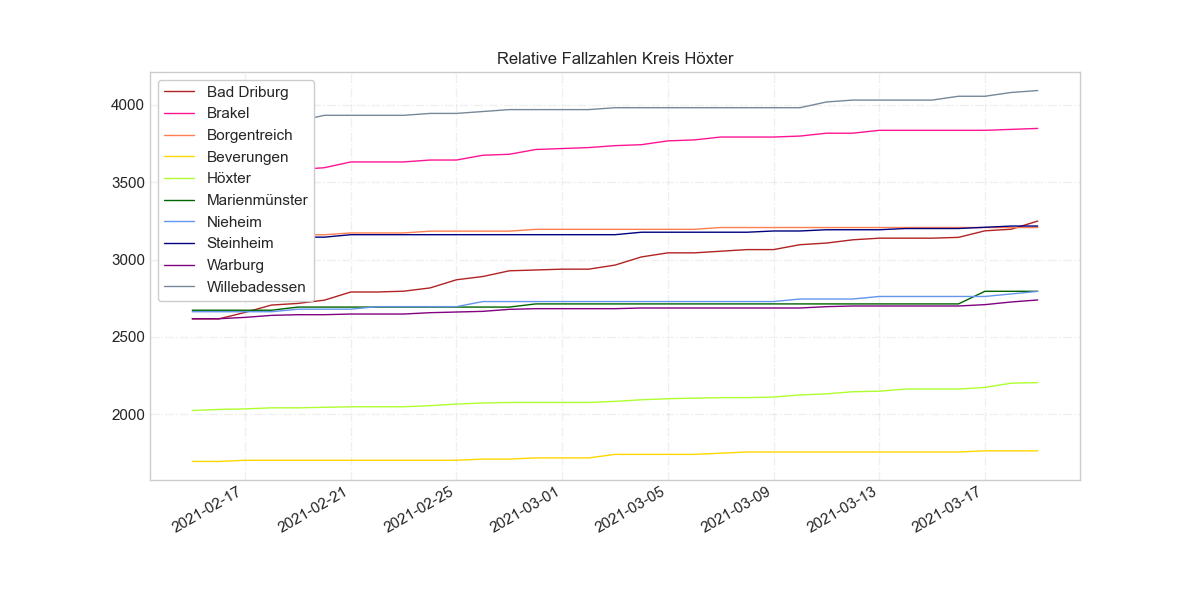 Relative Fallzahlen Kreis Höxter
4000
3500
3000
2500
2000
Bad Driburg
Brakel
Borgentreich
Beverungen
Höxter
Marienmünster
Nieheim
Steinheim
Warburg
Willebadessen
2021-02-17
2021-02-21
2021-02-25
2021-03-01
2021-03-05
2021-03-09
2021-03-13
2021-03-17